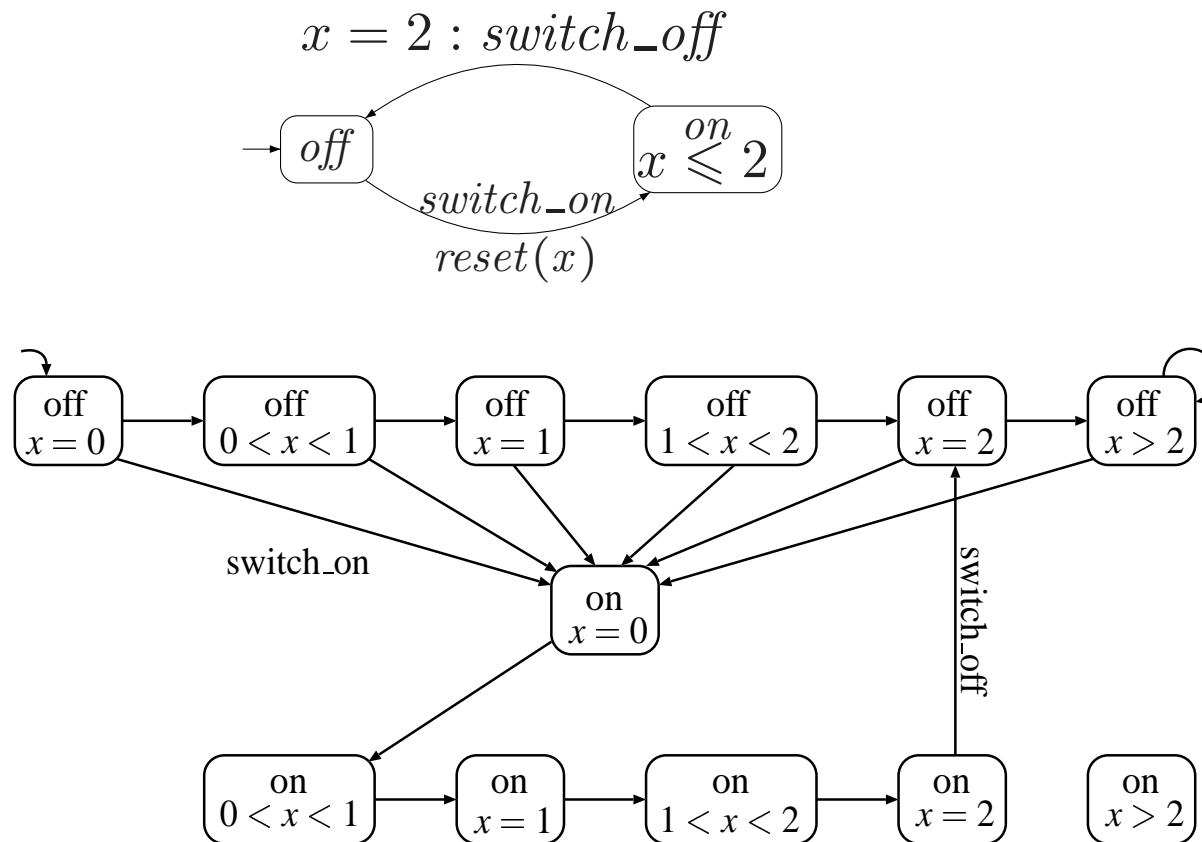 x = 2 : switch_off
off
on
x ⩽ 2
switch_on
reset(x)
off
x = 0
off
0 < x < 1
off
x = 1
off
1 < x < 2
off
x = 2
off
x > 2
switch_on
on
x = 0
switch_off
on
0 < x < 1
on
x = 1
on
1 < x < 2
on
x = 2
on
x > 2